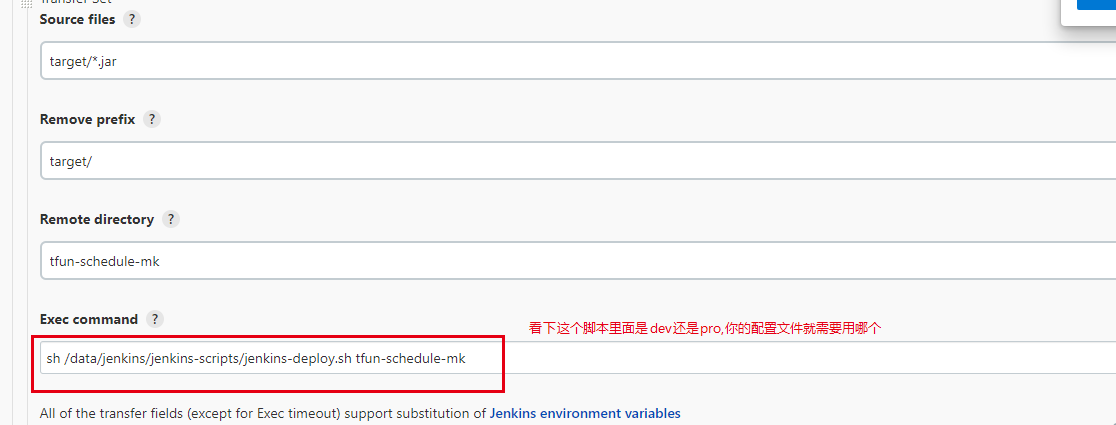 Transfer Set
Source files ?
target/*.jar
Remove prefix ?
target/
Remote directory ?
tfun-schedule-mk
Exec command ?
看下这个脚本里面是dev还是pro,你的配置文件就需要用哪个
sh /data/jenkins/jenkins-scripts/jenkins-deploy.sh tfun-schedule-mk
All of the transfer fields (except for Exec timeout) support substitution of Jenkins environment variables